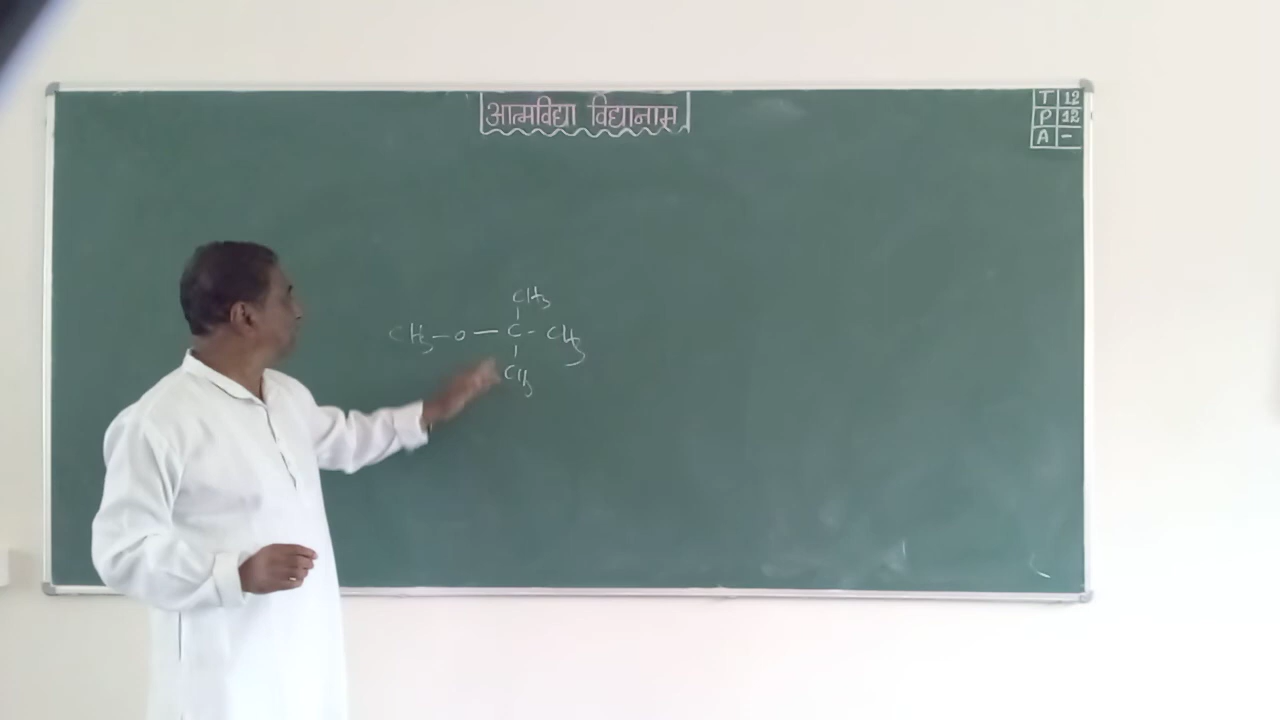 आत्मविद्या विद्यानाम्
T 12
P 12
A -
CH3
CH3 - O - C - CH3
CH3